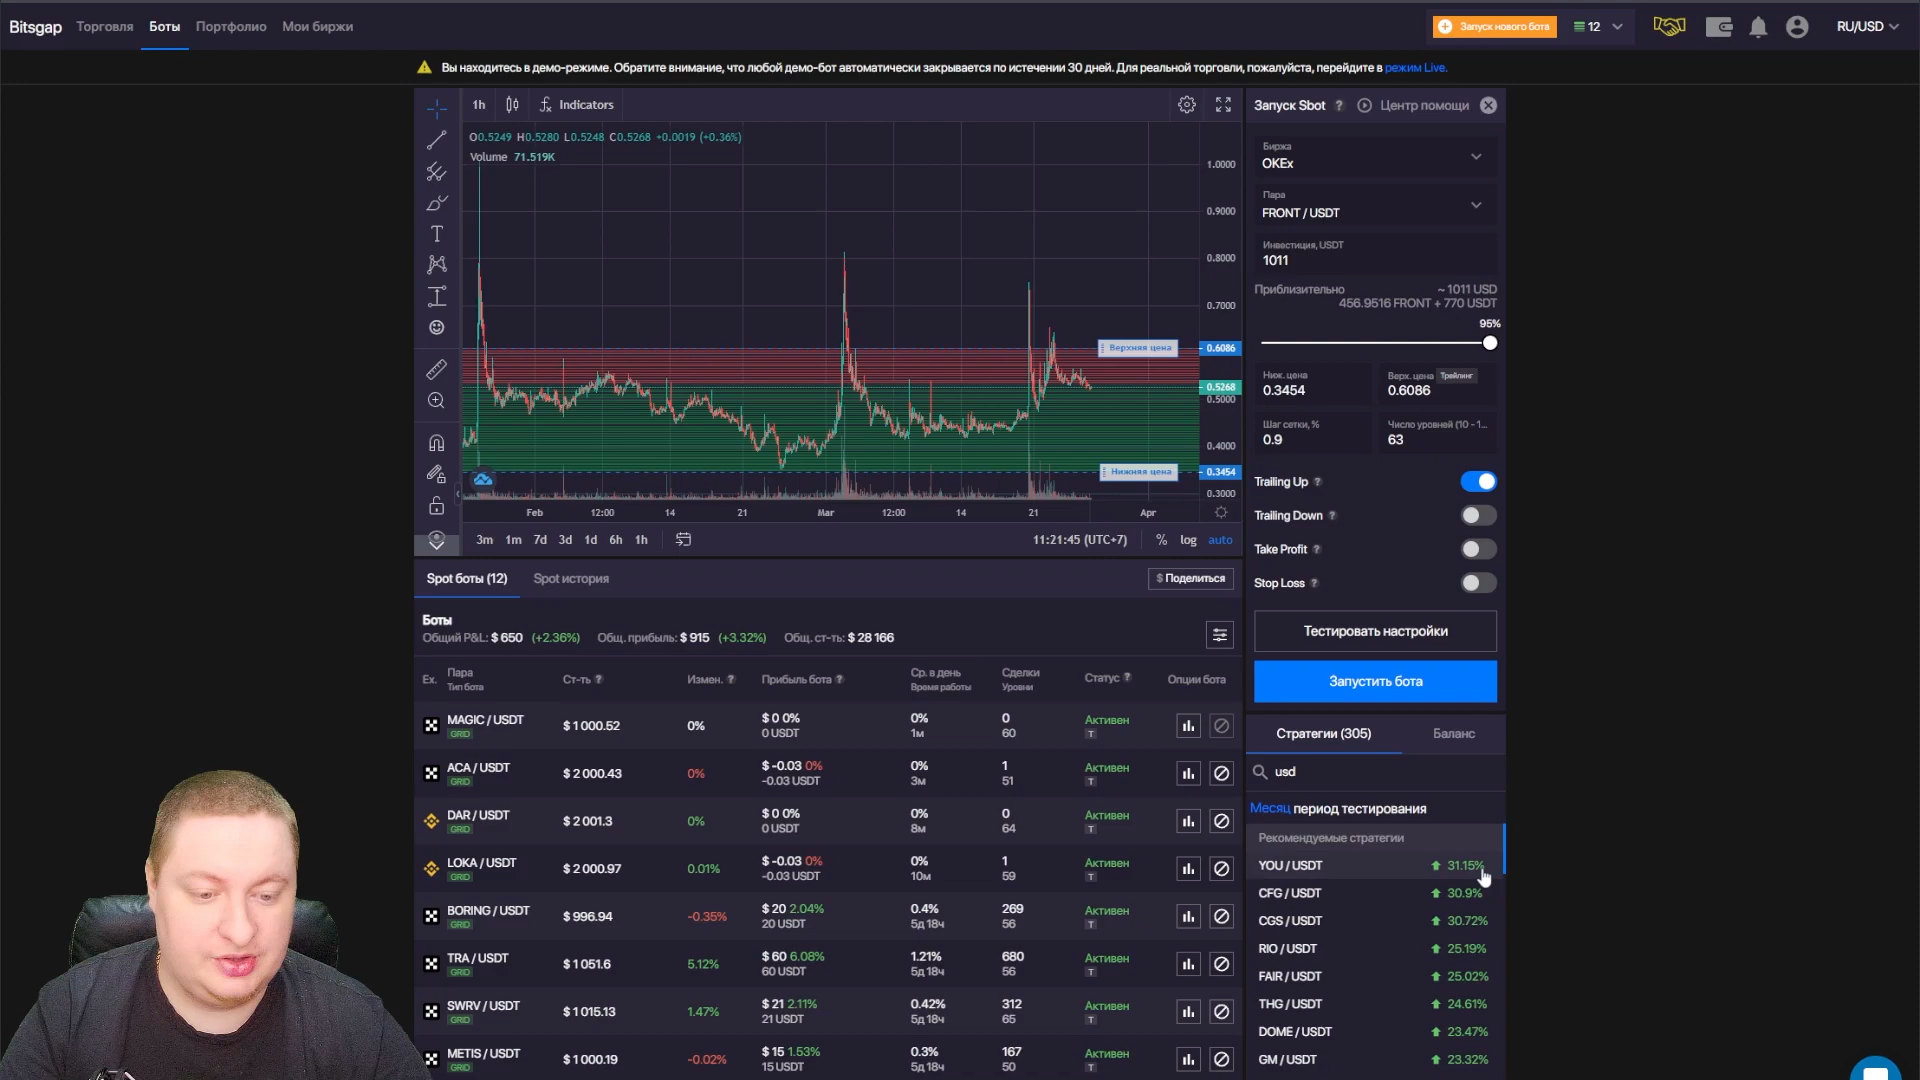 Bitsgap Торговля Боты Портфолио Мои биржи
Запуск нового бота 12 RU/USD
Вы находитесь в демо-режиме. Обратите внимание, что любой демо-бот автоматически закрывается по истечении 30 дней. Для реальной торговли, пожалуйста, перейдите в режим Live.
1h Indicators
O0.5249 H0.5280 L0.5248 C0.5268 +0.0019 (+0.36%)
Volume 71.519K
1.0000
0.9000
0.8000
0.7000
Верхняя цена 0.6086
0.5268
0.5000
0.4000
Нижняя цена 0.3454
0.3000
Feb 12:00 14 21 Mar 12:00 14 21 Apr
3m 1m 7d 3d 1d 6h 1h 11:21:45 (UTC+7) % log auto
Запуск Sbot ? Центр помощи
Биржа
OKEx
Пара
FRONT / USDT
Инвестиция, USDT
1011
Приблизительно ~ 1011 USD
456.9516 FRONT + 770 USDT
95%
Ниж. цена Верх. цена Трейлинг
0.3454 0.6086
Шаг сетки, % Число уровней (10 - 1...
0.9 63
Trailing Up ?
Trailing Down ?
Take Profit ?
Stop Loss ?
Тестировать настройки
Запустить бота
Spot боты (12) Spot история $ Поделиться
Боты
Общий P&L: $ 650 (+2.36%) Общ. прибыль: $ 915 (+3.32%) Общ. ст-ть: $ 28 166
Ex. Пара Ст-ть ? Измен. ? Прибыль бота ? Ср. в день Сделки Статус ? Опции бота
Тип бота Время работы Уровни
MAGIC / USDT $ 1 000.52 0% $ 0 0% 0% 0 Активен
GRID 0 USDT 1м 60 T
ACA / USDT $ 2 000.43 0% $ -0.03 0% 0% 1 Активен
GRID -0.03 USDT 3м 51 T
DAR / USDT $ 2 001.3 0% $ 0 0% 0% 0 Активен
GRID 0 USDT 8м 64 T
LOKA / USDT $ 2 000.97 0.01% $ -0.03 0% 0% 1 Активен
GRID -0.03 USDT 10м 59 T
BORING / USDT $ 996.94 -0.35% $ 20 2.04% 0.4% 269 Активен
GRID 20 USDT 5д 18ч 56 T
TRA / USDT $ 1 051.6 5.12% $ 60 6.08% 1.21% 680 Активен
GRID 60 USDT 5д 18ч 56 T
SWRV / USDT $ 1 015.13 1.47% $ 21 2.11% 0.42% 312 Активен
GRID 21 USDT 5д 18ч 65 T
METIS / USDT $ 1 000.19 -0.02% $ 15 1.53% 0.3% 167 Активен
GRID 15 USDT 5д 18ч 50 T
Стратегии (305) Баланс
usd
Месяц период тестирования
Рекомендуемые стратегии
YOU / USDT 31.15%
CFG / USDT 30.9%
CGS / USDT 30.72%
RIO / USDT 25.19%
FAIR / USDT 25.02%
THG / USDT 24.61%
DOME / USDT 23.47%
GM / USDT 23.32%